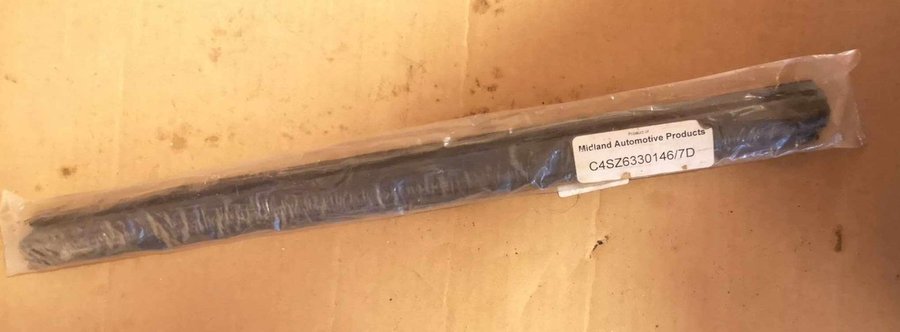 Product of
Midland Automotive Products
C4SZ6330146/7D